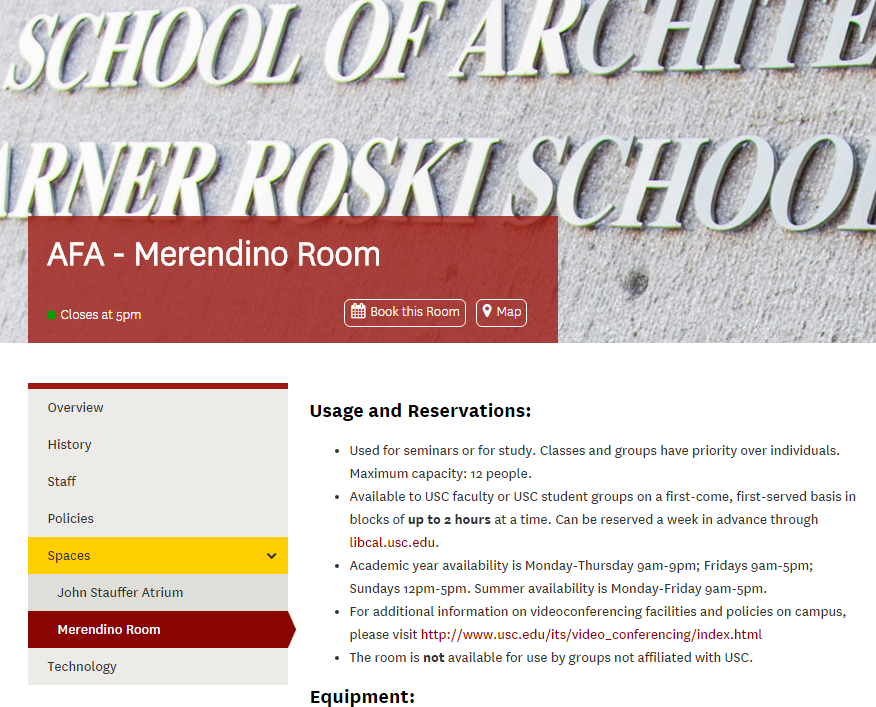 SCHOOL OF ARCHITE
ARNER ROSKI SCHOOL
AFA - Merendino Room
Closes at 5pm
Book this Room
Map
Overview
History
Staff
Policies
Spaces
John Stauffer Atrium
Merendino Room
Technology
Usage and Reservations:
• Used for seminars or for study. Classes and groups have priority over individuals.
Maximum capacity: 12 people.
• Available to USC faculty or USC student groups on a first-come, first-served basis in
blocks of up to 2 hours at a time. Can be reserved a week in advance through
libcal.usc.edu.
• Academic year availability is Monday-Thursday 9am-9pm; Fridays 9am-5pm;
Sundays 12pm-5pm. Summer availability is Monday-Friday 9am-5pm.
• For additional information on videoconferencing facilities and policies on campus,
please visit http://www.usc.edu/its/video_conferencing/index.html
• The room is not available for use by groups not affiliated with USC.
Equipment: